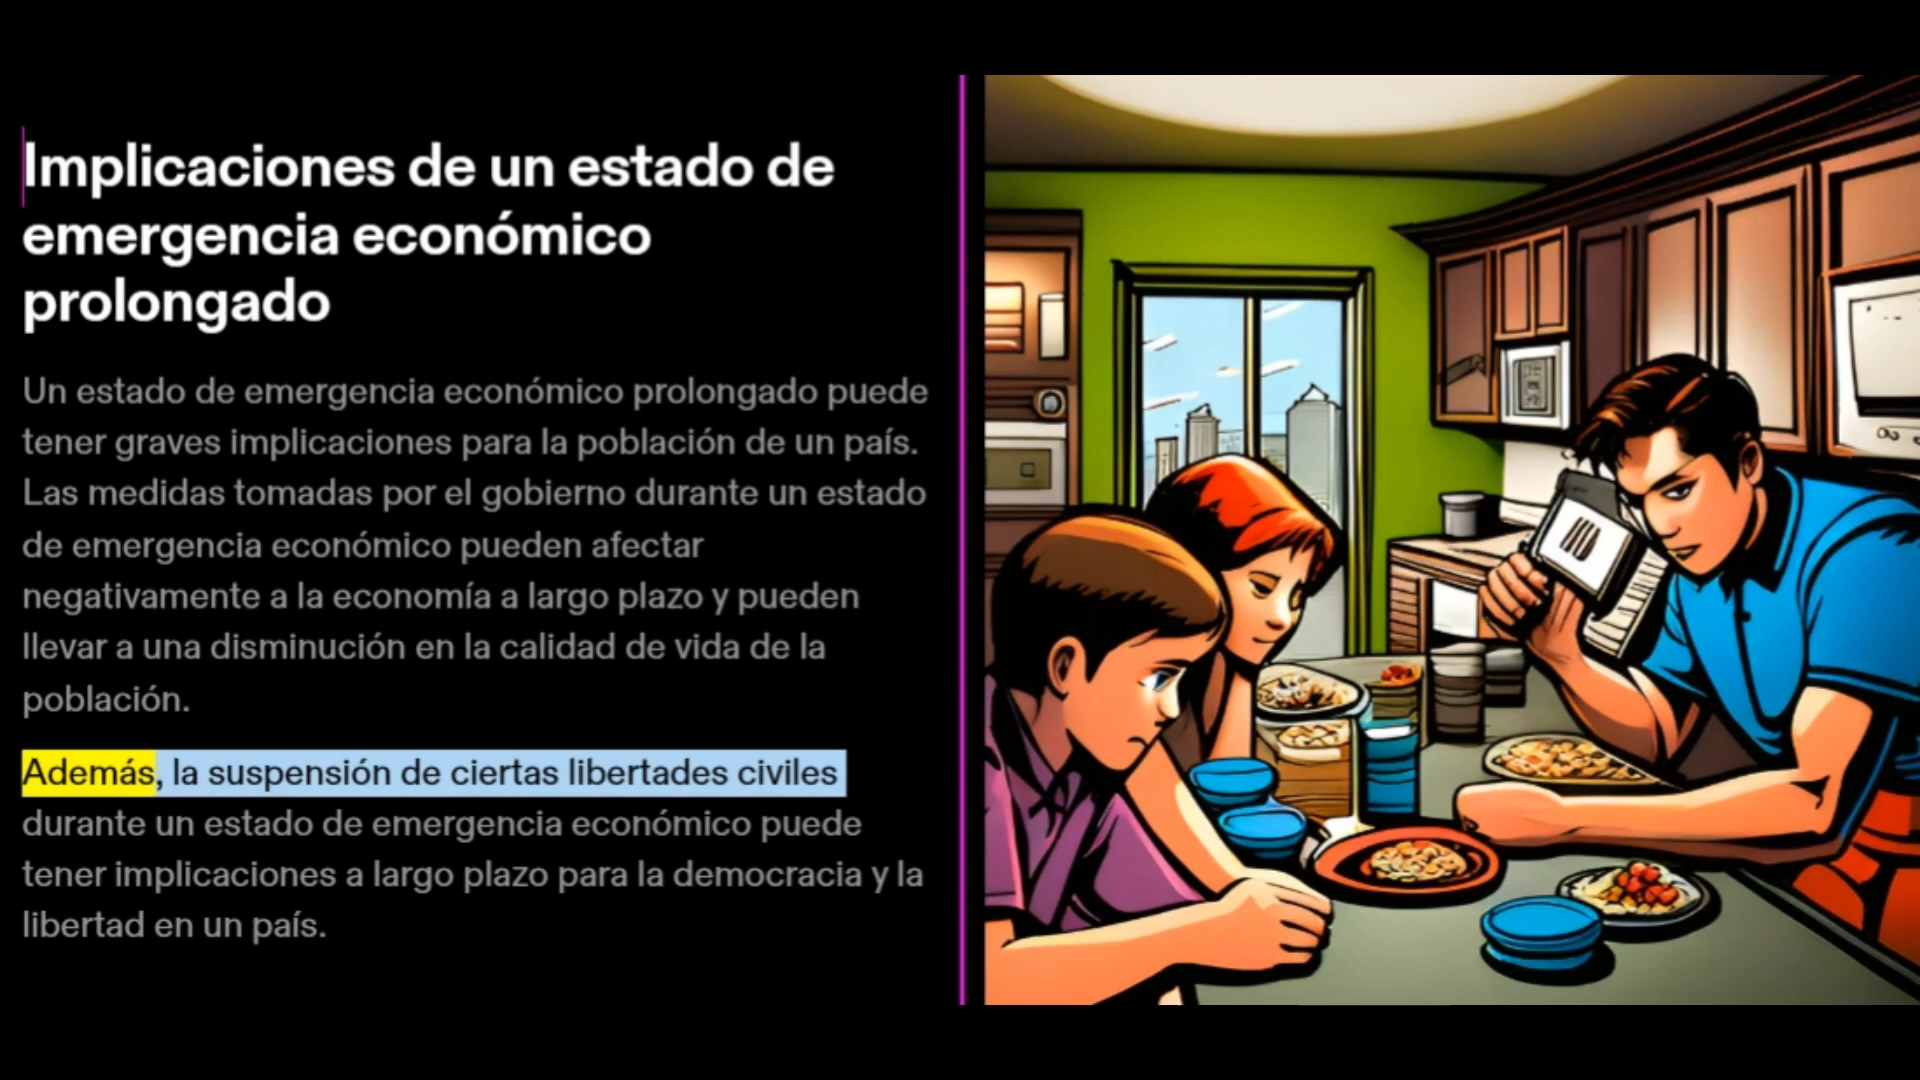 Implicaciones de un estado de
emergencia económico
prolongado
Un estado de emergencia económico prolongado puede
tener graves implicaciones para la población de un país.
Las medidas tomadas por el gobierno durante un estado
de emergencia económico pueden afectar
negativamente a la economía a largo plazo y pueden
llevar a una disminución en la calidad de vida de la
población.
Además, la suspensión de ciertas libertades civiles
durante un estado de emergencia económico puede
tener implicaciones a largo plazo para la democracia y la
libertad en un país.